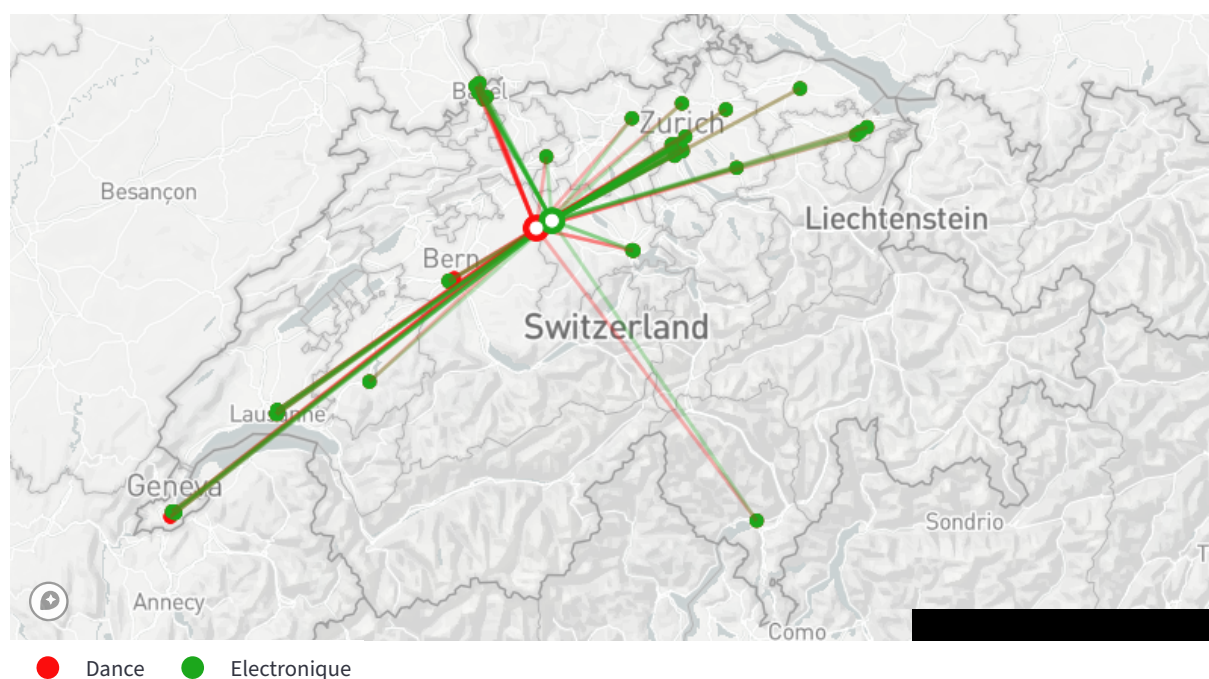 Basel
Zurich
Besançon
Liechtenstein
Bern
Switzerland
Lausanne
Geneva
Sondrio
T
Annecy
Como
Dance
Electronique